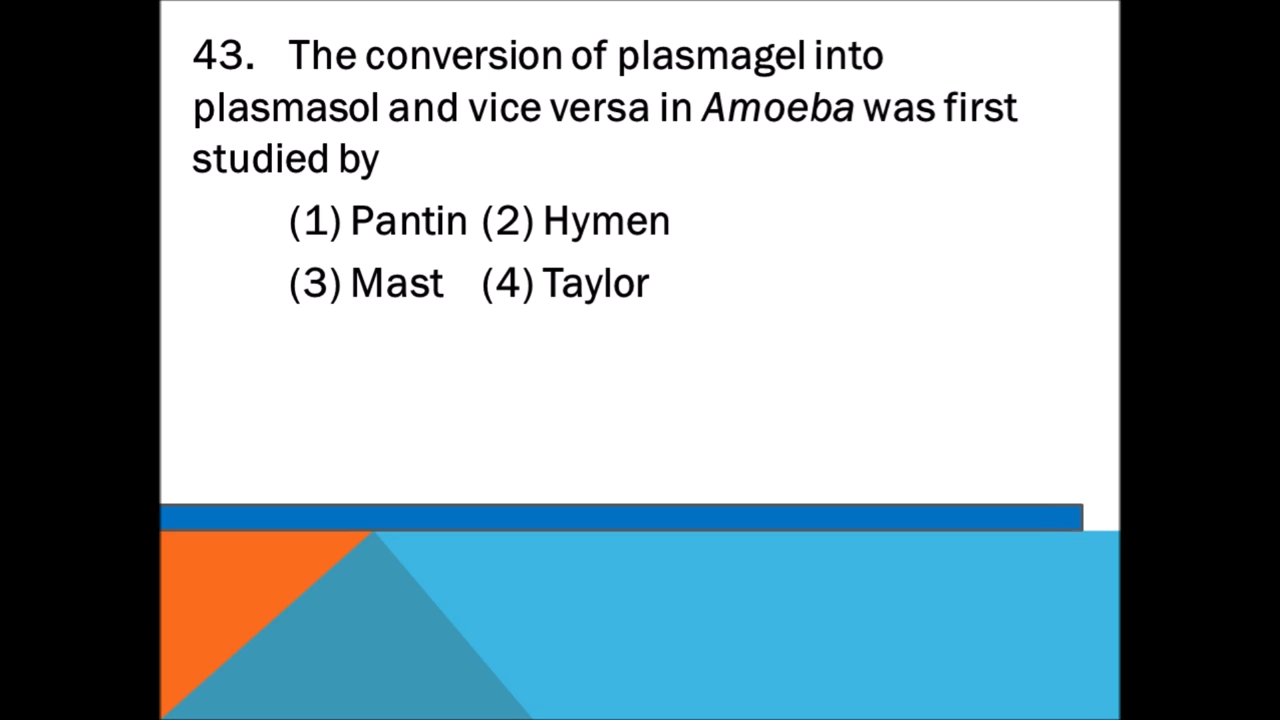 43. The conversion of plasmagel into
plasmasol and vice versa in Amoeba was first
studied by
(1) Pantin (2) Hymen
(3) Mast (4) Taylor